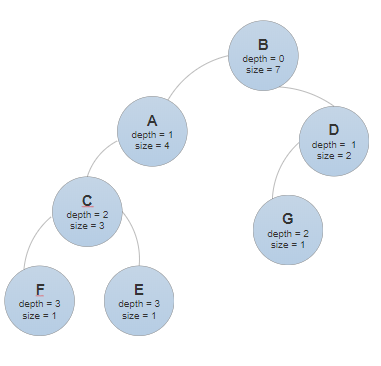 B
depth = 0
size = 7
A
depth = 1
size = 4
D
depth =  1
size = 2
C
depth = 2
size = 3
G
depth = 2
size = 1
F
depth = 3
size = 1
E
depth = 3
size = 1